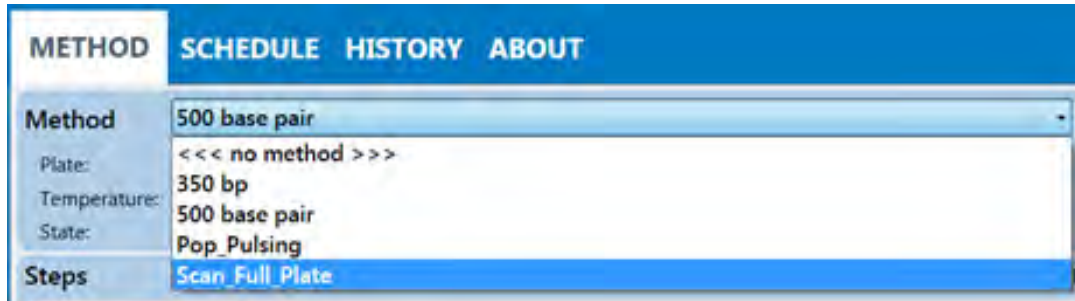 METHOD SCHEDULE HISTORY ABOUT
Method 500 base pair
<<< no method >>>
Plate:
350 bp
Temperature:
500 base pair
State:
Pop_Pulsing
Steps
Scan_Full_Plate